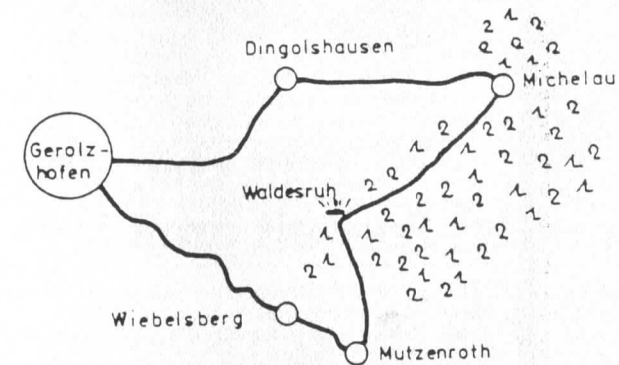 Dingolshausen
Michelau
Gerolz-
hofen
Waldesruh
Wiebelsberg
Mutzenroth